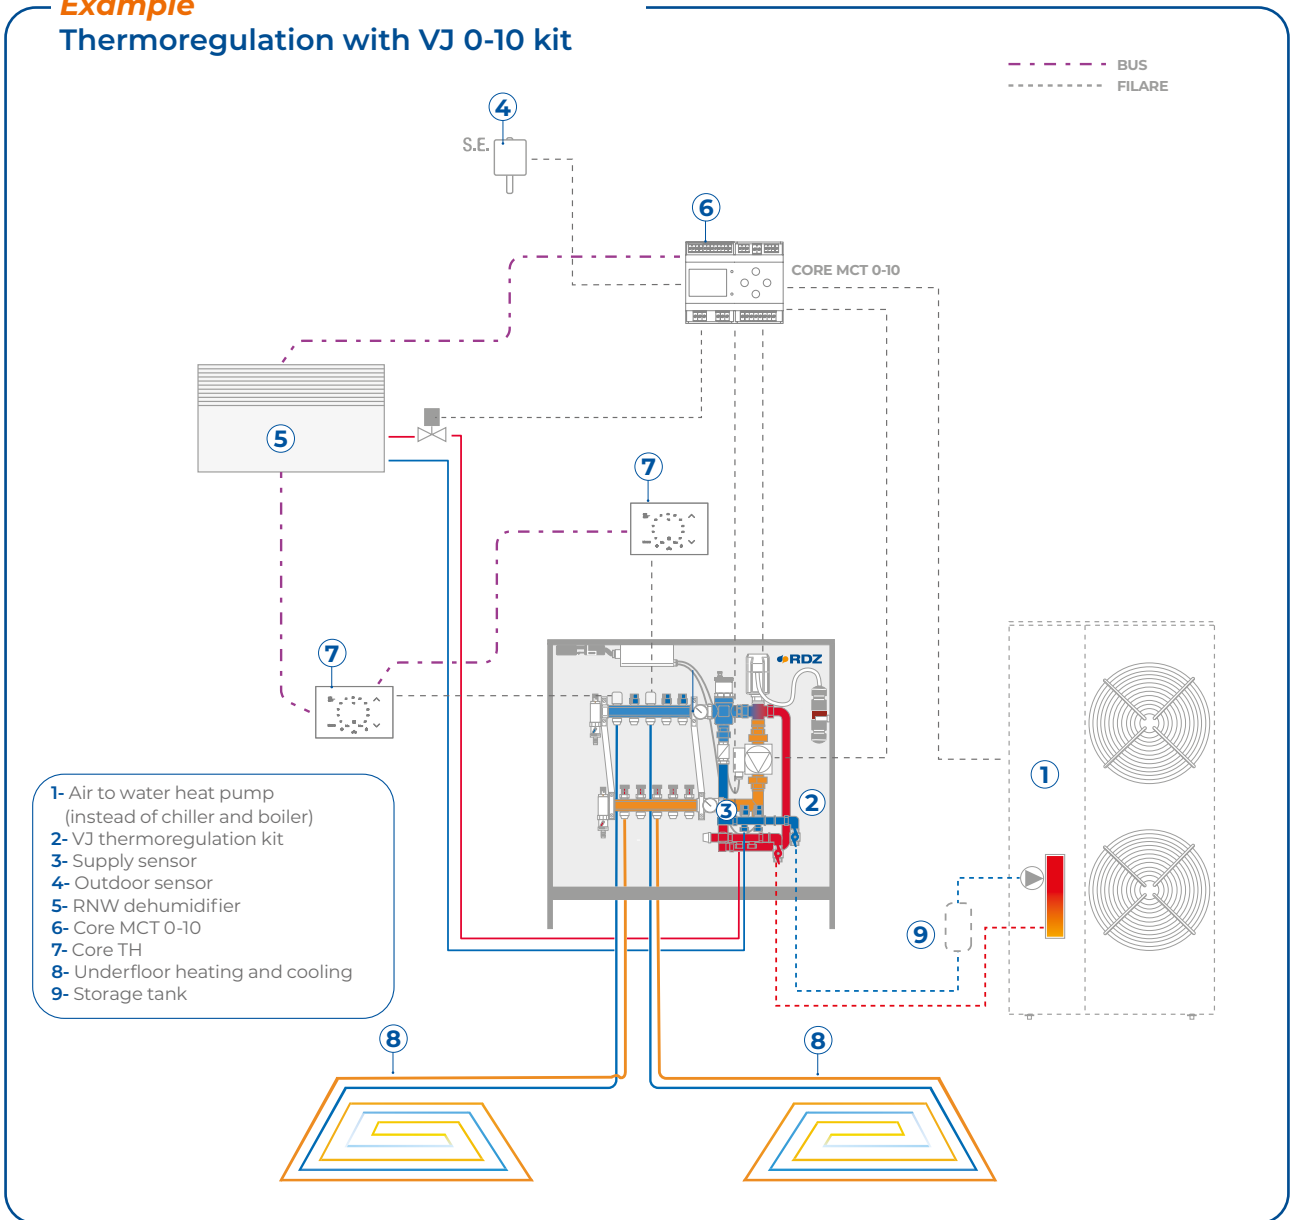 Example
Thermoregulation with VJ 0-10 kit
BUS
FILARE
4
S.E.
6
CORE MCT 0-10
5
7
7
RDZ
1
2
3
9
1- Air to water heat pump
(instead of chiller and boiler)
2- VJ thermoregulation kit
3- Supply sensor
4- Outdoor sensor
5- RNW dehumidifier
6- Core MCT 0-10
7- Core TH
8- Underfloor heating and cooling
9- Storage tank
8
8